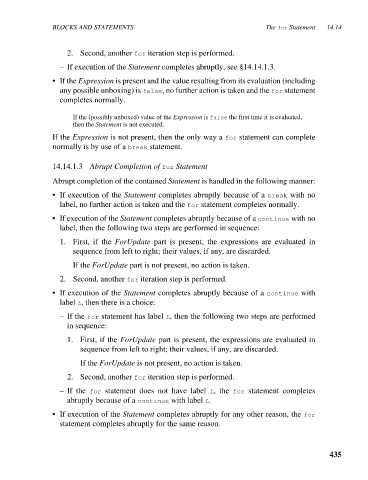 BLOCKS AND STATEMENTS The for Statement 14.14
2. Second, another for iteration step is performed.
– If execution of the Statement completes abruptly, see §14.14.1.3.
• If the Expression is present and the value resulting from its evaluation (including
any possible unboxing) is false, no further action is taken and the for statement
completes normally.
If the (possibly unboxed) value of the Expression is false the first time it is evaluated,
then the Statement is not executed.
If the Expression is not present, then the only way a for statement can complete
normally is by use of a break statement.
14.14.1.3 Abrupt Completion of for Statement
Abrupt completion of the contained Statement is handled in the following manner:
• If execution of the Statement completes abruptly because of a break with no
label, no further action is taken and the for statement completes normally.
• If execution of the Statement completes abruptly because of a continue with no
label, then the following two steps are performed in sequence:
1. First, if the ForUpdate part is present, the expressions are evaluated in
sequence from left to right; their values, if any, are discarded.
If the ForUpdate part is not present, no action is taken.
2. Second, another for iteration step is performed.
• If execution of the Statement completes abruptly because of a continue with
label L, then there is a choice:
– If the for statement has label L, then the following two steps are performed
in sequence:
1. First, if the ForUpdate part is present, the expressions are evaluated in
sequence from left to right; their values, if any, are discarded.
If the ForUpdate is not present, no action is taken.
2. Second, another for iteration step is performed.
– If the for statement does not have label L, the for statement completes
abruptly because of a continue with label L.
• If execution of the Statement completes abruptly for any other reason, the for
statement completes abruptly for the same reason.
435